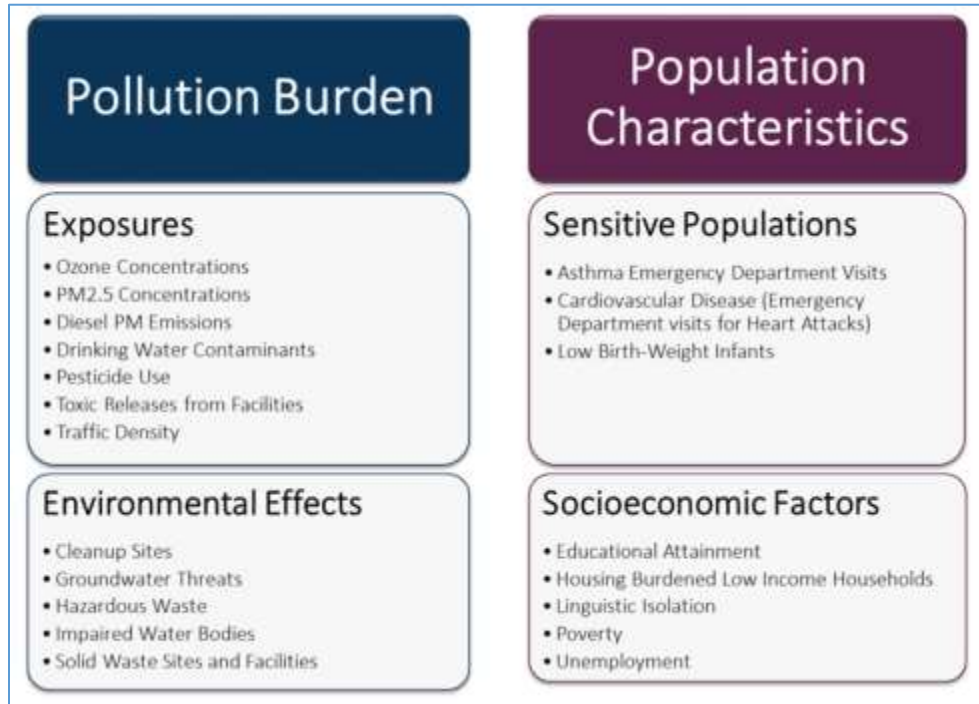 Pollution Burden
Exposures
• Ozone Concentrations
• PM2.5 Concentrations
• Diesel PM Emissions
• Drinking Water Contaminants
• Pesticide Use
• Toxic Releases from Facilities
• Traffic Density
Environmental Effects
• Cleanup Sites
• Groundwater Threats
• Hazardous Waste
• Impaired Water Bodies
• Solid Waste Sites and Facilities
Population
Characteristics
Sensitive Populations
• Asthma Emergency Department Visits
• Cardiovascular Disease (Emergency
Department visits for Heart Attacks)
• Low Birth-Weight Infants
Socioeconomic Factors
• Educational Attainment
• Housing Burdened Low Income Households
• Linguistic Isolation
• Poverty
• Unemployment